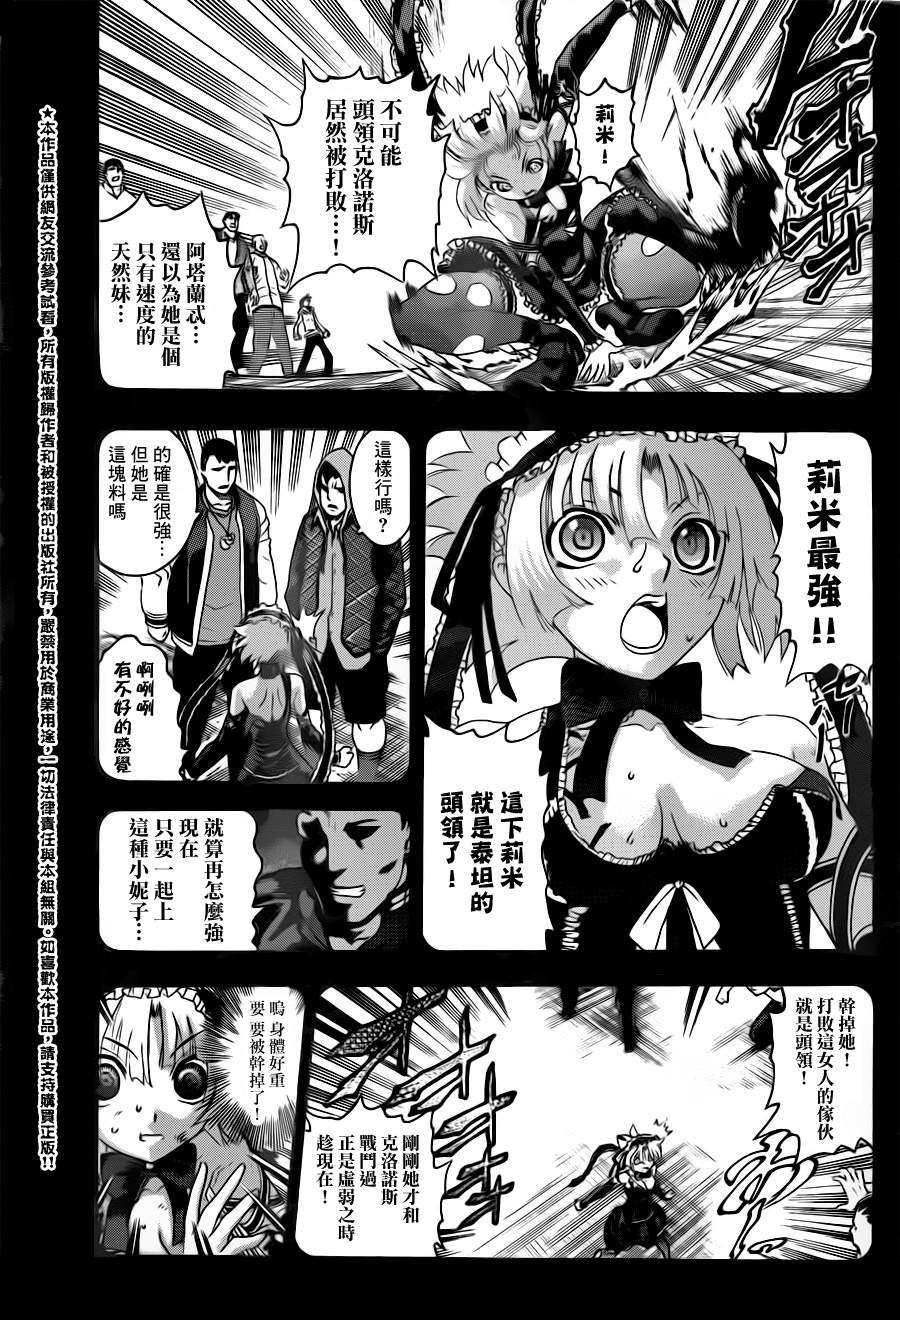 オオオオ
莉米！
不可能
頭領克洛諾斯
居然被打敗…！
阿塔蘭忒…
還以為她是個
只有速度的
天然妹…
莉米最強!!
這下莉米
就是泰坦的
頭領了！
這樣行嗎？
的確是很強…
但她是
這塊料嗎
啊咧咧
有不好的感覺
就算再怎麼強
現在
只要一起上
這種小妮子…
幹掉她！
打敗這女人的傢伙
就是頭領！
剛剛她才和
克洛諾斯
戰鬥過
正是虛弱之時
趁現在！
嗚 身體好重
要 要被幹掉了！
★本作品僅供網友交流參考試看，所有版權歸作者和被授權的出版社所有，嚴禁用於商業用途，一切法律責任與本組無關。如喜歡本作品，請支持購買正版!!